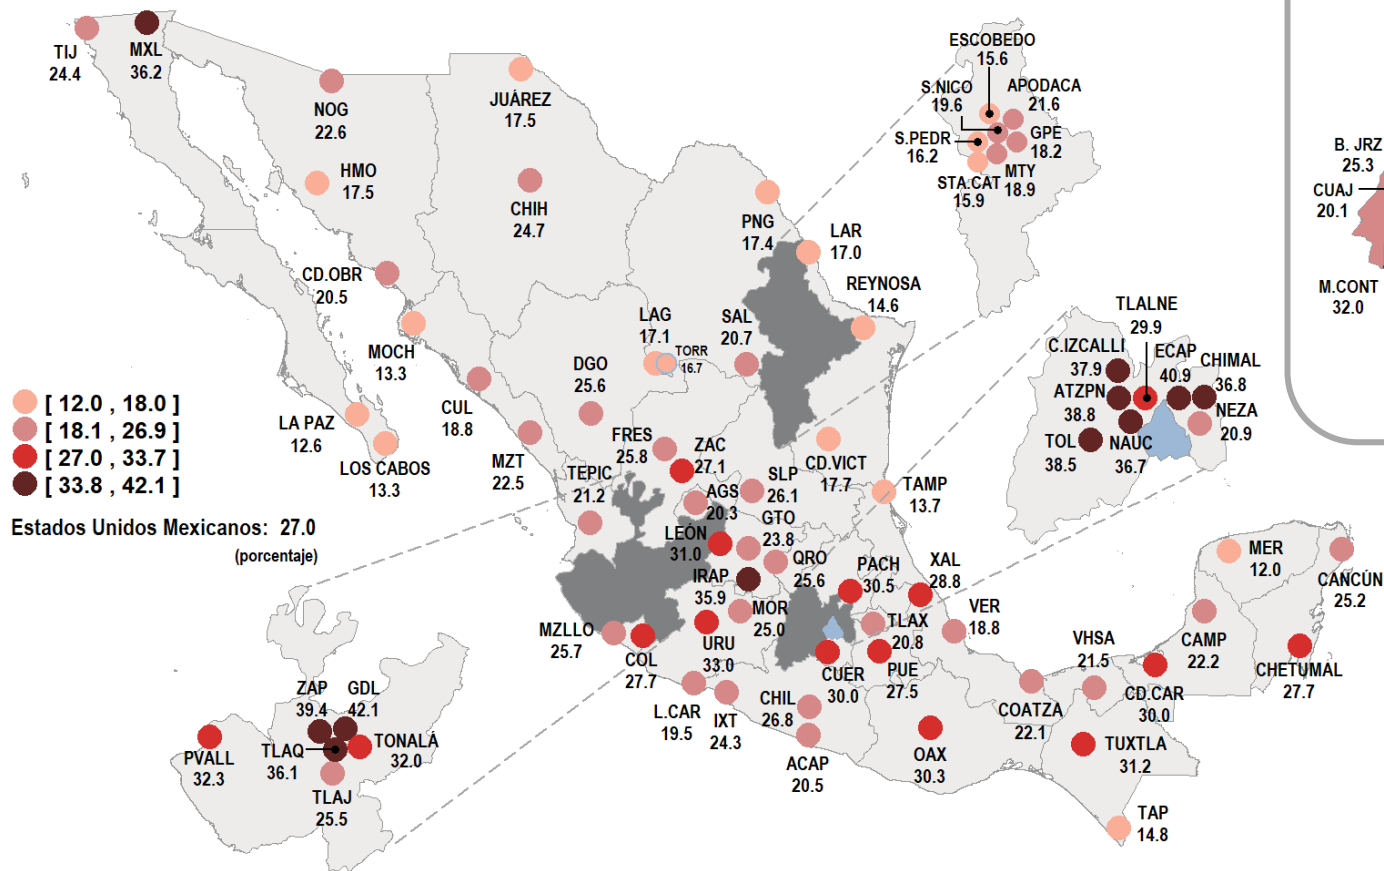 TIJ
24.4
MXL
36.2
NOG
22.6
HMO
17.5
JUÁREZ
17.5
CHIH
24.7
CD.OBR
20.5
MOCH
13.3
LA PAZ
12.6
LOS CABOS
13.3
CUL
18.8
MZT
22.5
DGO
25.6
LAG
17.1
TORR
16.7
SAL
20.7
PNG
17.4
LAR
17.0
REYNOSA
14.6
ESCOBEDO
15.6
S.NICO
19.6
APODACA
21.6
S.PEDR
16.2
GPE
18.2
STA.CAT
15.9
MTY
18.9
B. JRZ
25.3
CUAJ
20.1
M.CONT
32.0
TLALNE
29.9
C.IZCALLI
37.9
ECAP
40.9
CHIMAL
36.8
ATZPN
38.8
NEZA
20.9
TOL
38.5
NAUC
36.7
[ 12.0 , 18.0 ]
[ 18.1 , 26.9 ]
[ 27.0 , 33.7 ]
[ 33.8 , 42.1 ]
Estados Unidos Mexicanos: 27.0
(porcentaje)
FRES
25.8
ZAC
27.1
TEPIC
21.2
AGS
20.3
SLP
26.1
CD.VICT
17.7
TAMP
13.7
LEÓN
31.0
GTO
23.8
QRO
25.6
IRAP
35.9
PACH
30.5
XAL
28.8
MOR
25.0
MZLLO
25.7
COL
27.7
URU
33.0
TLAX
20.8
VER
18.8
CUER
30.0
PUE
27.5
L.CAR
19.5
IXT
24.3
CHIL
26.8
ACAP
20.5
OAX
30.3
COATZA
22.1
VHSA
21.5
CD.CAR
30.0
CAMP
22.2
MER
12.0
CANCÚN
25.2
CHETUMAL
27.7
TUXTLA
31.2
TAP
14.8
ZAP
39.4
GDL
42.1
PVALL
32.3
TLAQ
36.1
TONALÁ
32.0
TLAJ
25.5